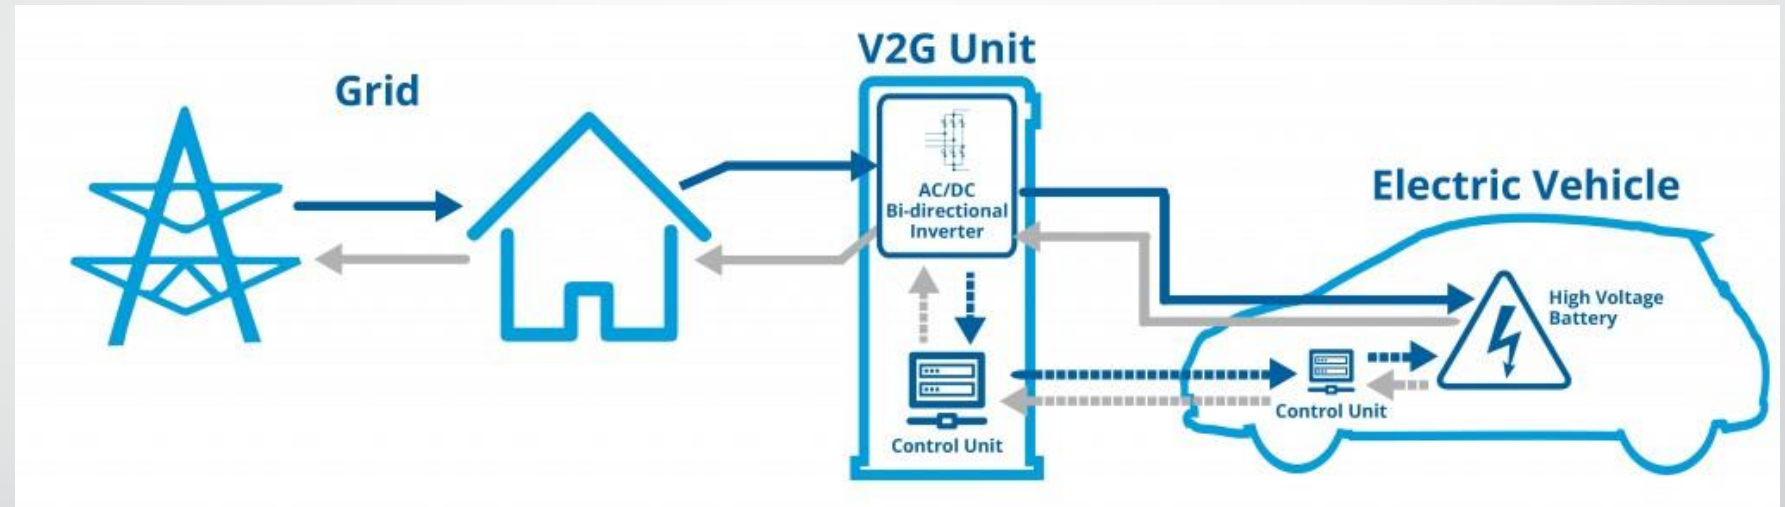 Grid
V2G Unit
AC/DC
Bi-directional
Inverter
Control Unit
Electric Vehicle
High Voltage
Battery
Control Unit